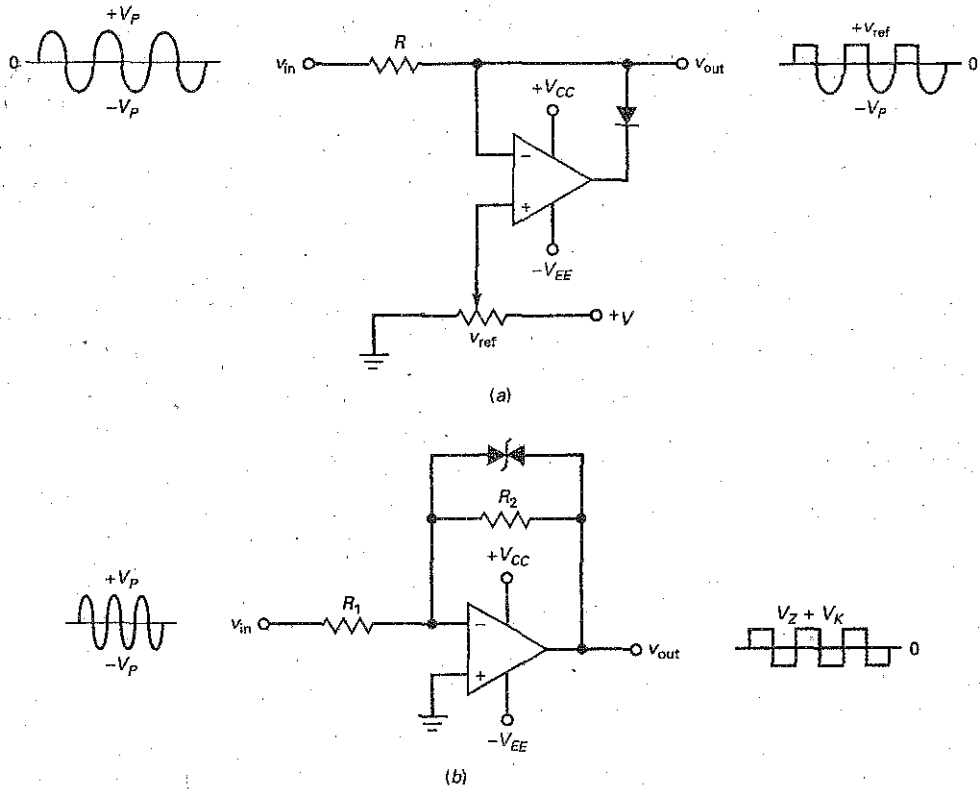 +V_P
0
-V_P
v_in
R
v_out
+v_ref
0
-V_P
+V_CC
-
+
-V_EE
v_ref
+V
(a)
R_2
+V_CC
+V_P
-V_P
v_in
R_1
-
+
v_out
V_Z + V_K
0
-V_EE
(b)